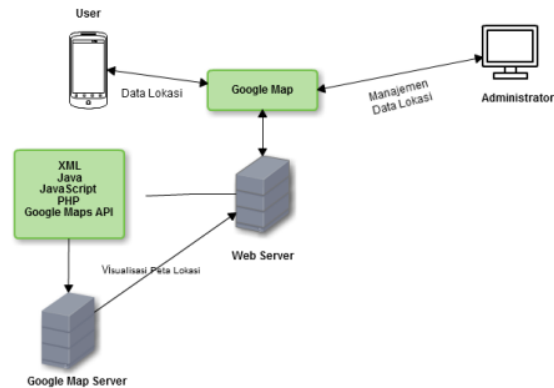 User
Data Lokasi
Google Map
Manajemen
Data Lokasi
Administrator
XML
Java
JavaScript
PHP
Google Maps API
Web Server
Visualisasi Peta Lokasi
Google Map Server